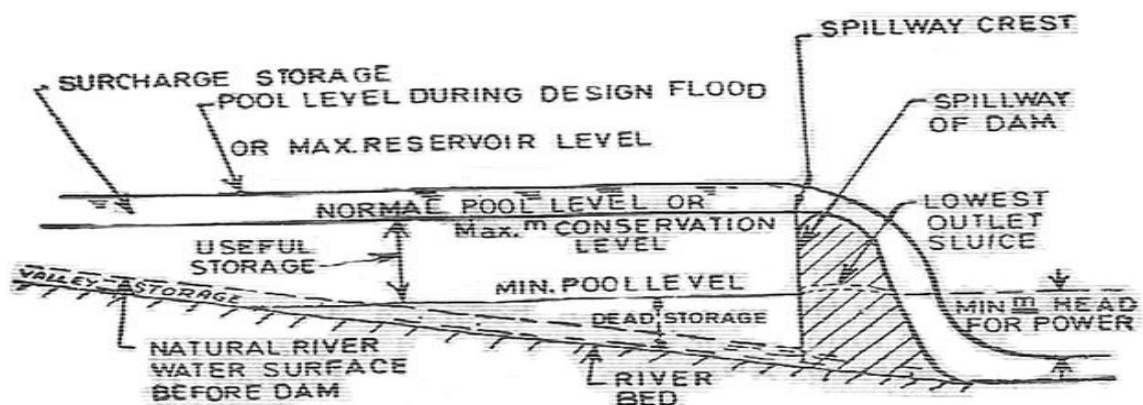 SPILLWAY CREST
SURCHARGE STORAGE
POOL LEVEL DURING DESIGN FLOOD
OR MAX. RESERVOIR LEVEL
SPILLWAY
OF DAM
NORMAL POOL LEVEL OR
Max.m CONSERVATION
LEVEL
LOWEST
OUTLET
SLUICE
USEFUL
STORAGE
VALLEY STORAGE
MIN. POOL LEVEL
DEAD STORAGE
MIN m HEAD
FOR POWER
NATURAL RIVER
WATER SURFACE
BEFORE DAM
RIVER
BED